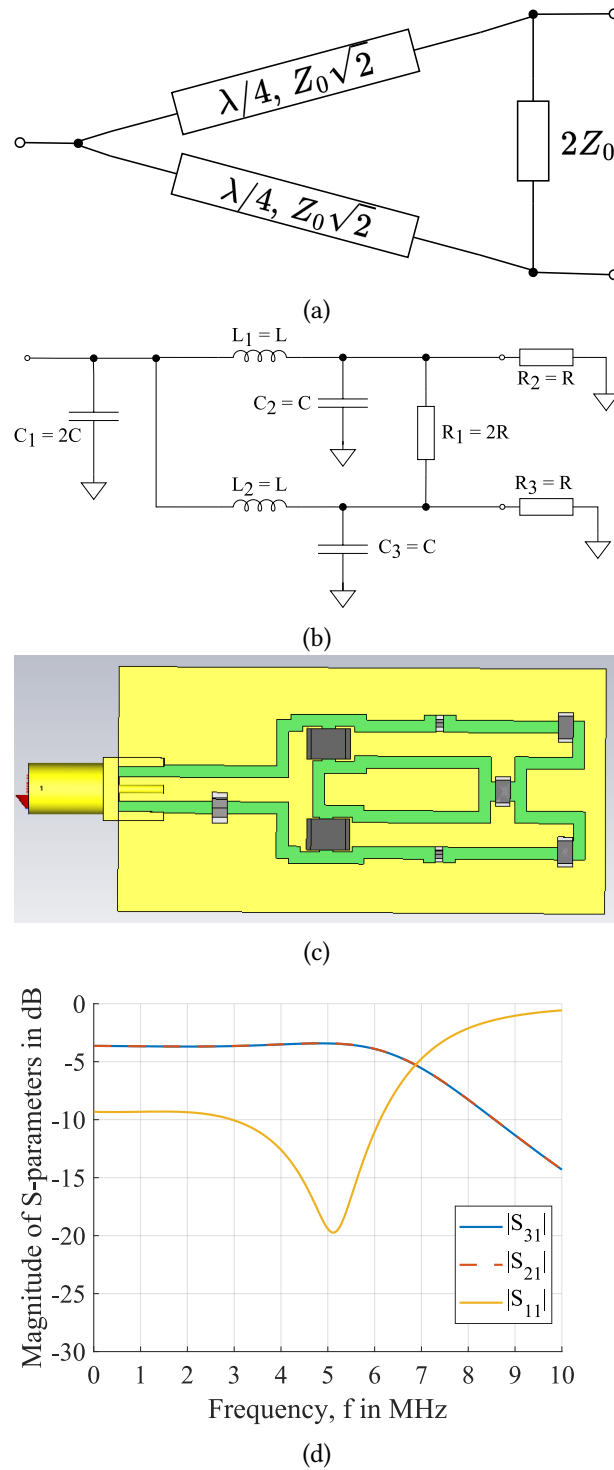 λ/4, Z₀√2
2Z₀
λ/4, Z₀√2
(a)
L₁ = L
R₂ = R
C₂ = C
C₁ = 2C
R₁ = 2R
L₂ = L
R₃ = R
C₃ = C
(b)
1
(c)
Magnitude of S-parameters in dB
0
-5
-10
-15
-20
-25
-30
|S₃₁|
|S₂₁|
|S₁₁|
0 1 2 3 4 5 6 7 8 9 10
Frequency, f in MHz
(d)